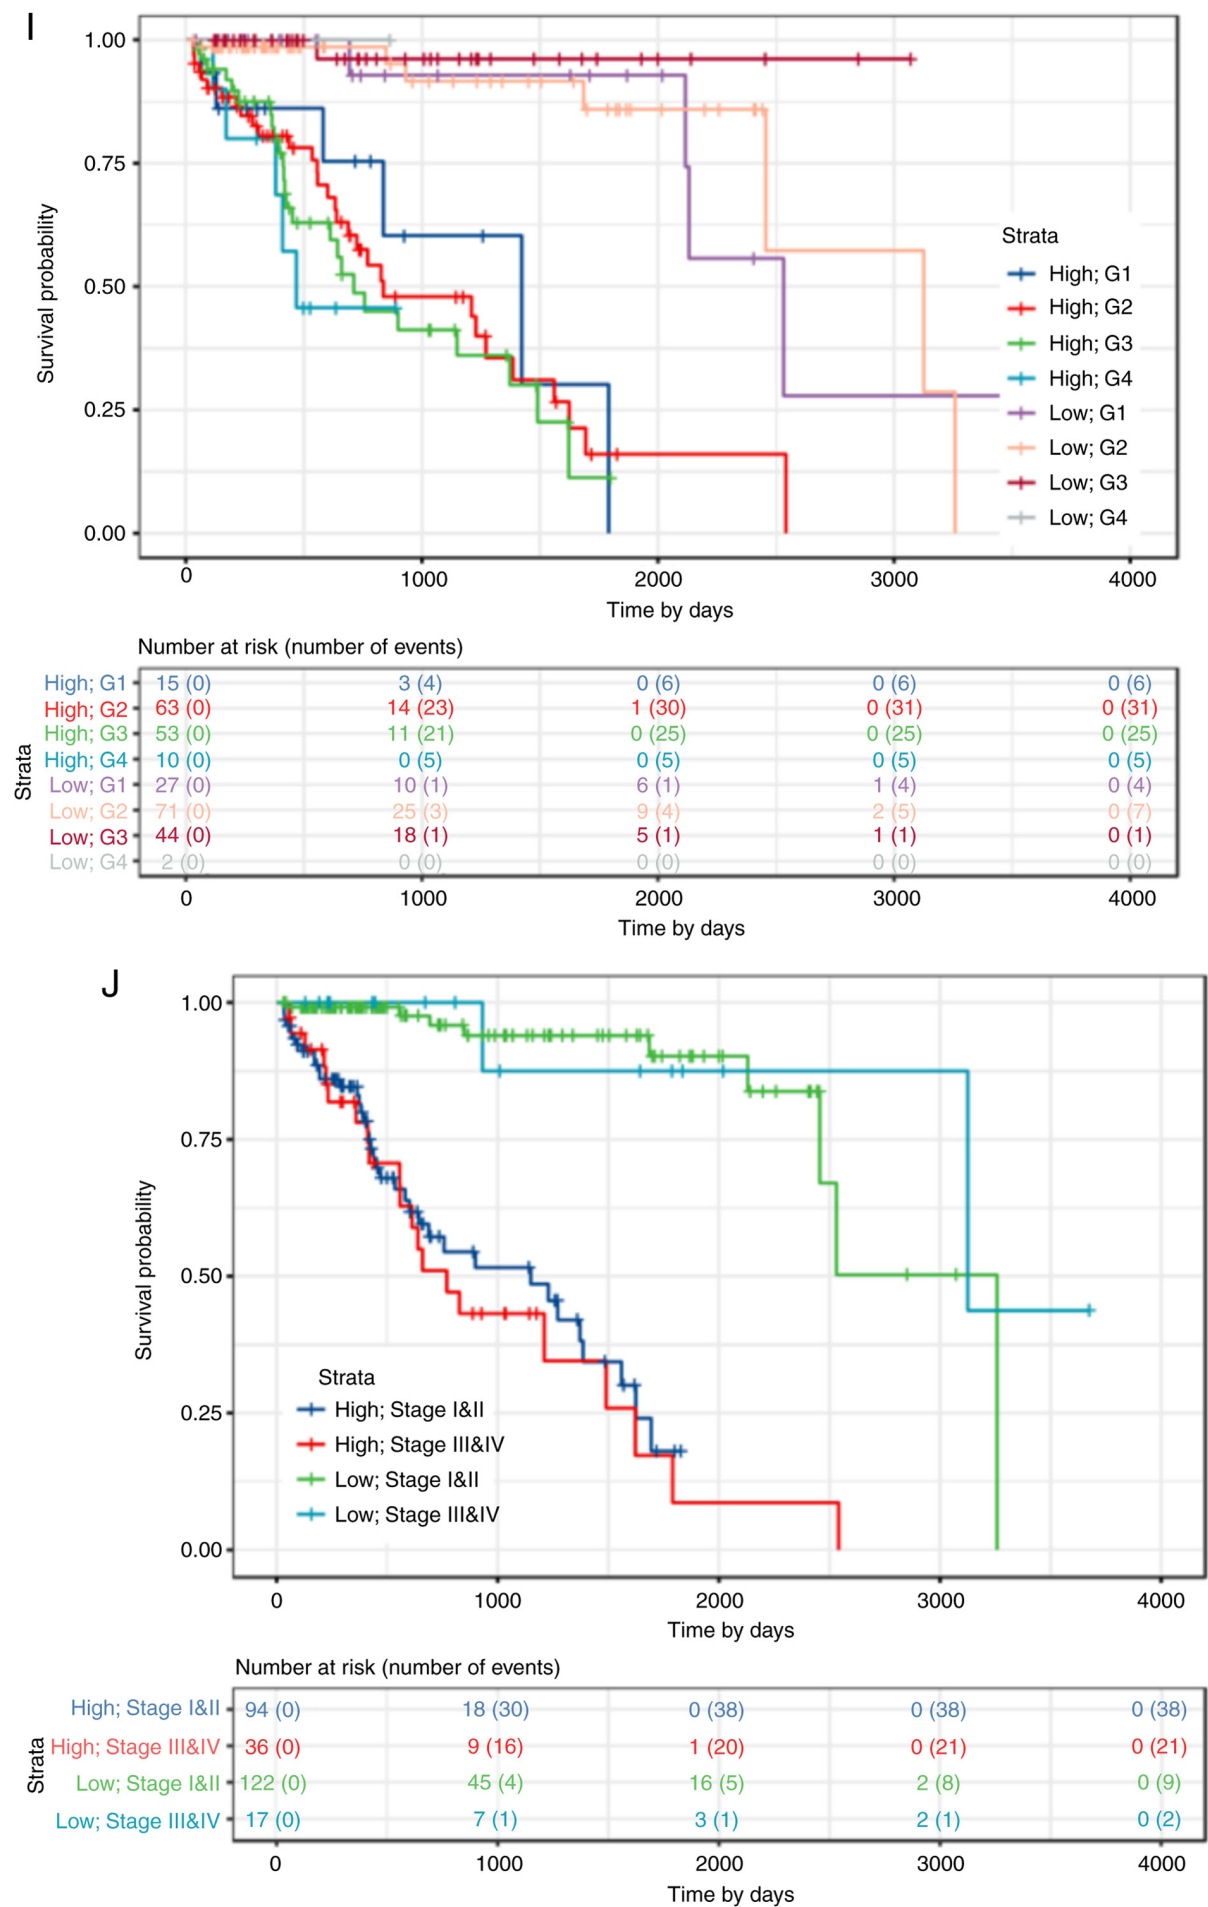 I
1.00
0.75
0.50
0.25
0.00
Survival probability
Strata
High; G1
High; G2
High; G3
High; G4
Low; G1
Low; G2
Low; G3
Low; G4
0 1000 2000 3000 4000
Time by days
Number at risk (number of events)
Strata
High; G1 15 (0) 3 (4) 0 (6) 0 (6) 0 (6)
High; G2 63 (0) 14 (23) 1 (30) 0 (31) 0 (31)
High; G3 53 (0) 11 (21) 0 (25) 0 (25) 0 (25)
High; G4 10 (0) 0 (5) 0 (5) 0 (5) 0 (5)
Low; G1 27 (0) 10 (1) 6 (1) 1 (4) 0 (4)
Low; G2 71 (0) 25 (3) 9 (4) 2 (5) 0 (7)
Low; G3 44 (0) 18 (1) 5 (1) 1 (1) 0 (1)
Low; G4 2 (0) 0 (0) 0 (0) 0 (0) 0 (0)
0 1000 2000 3000 4000
Time by days
J
1.00
0.75
0.50
0.25
0.00
Survival probability
Strata
High; Stage I&II
High; Stage III&IV
Low; Stage I&II
Low; Stage III&IV
0 1000 2000 3000 4000
Time by days
Number at risk (number of events)
Strata
High; Stage I&II 94 (0) 18 (30) 0 (38) 0 (38) 0 (38)
High; Stage III&IV 36 (0) 9 (16) 1 (20) 0 (21) 0 (21)
Low; Stage I&II 122 (0) 45 (4) 16 (5) 2 (8) 0 (9)
Low; Stage III&IV 17 (0) 7 (1) 3 (1) 2 (1) 0 (2)
0 1000 2000 3000 4000
Time by days